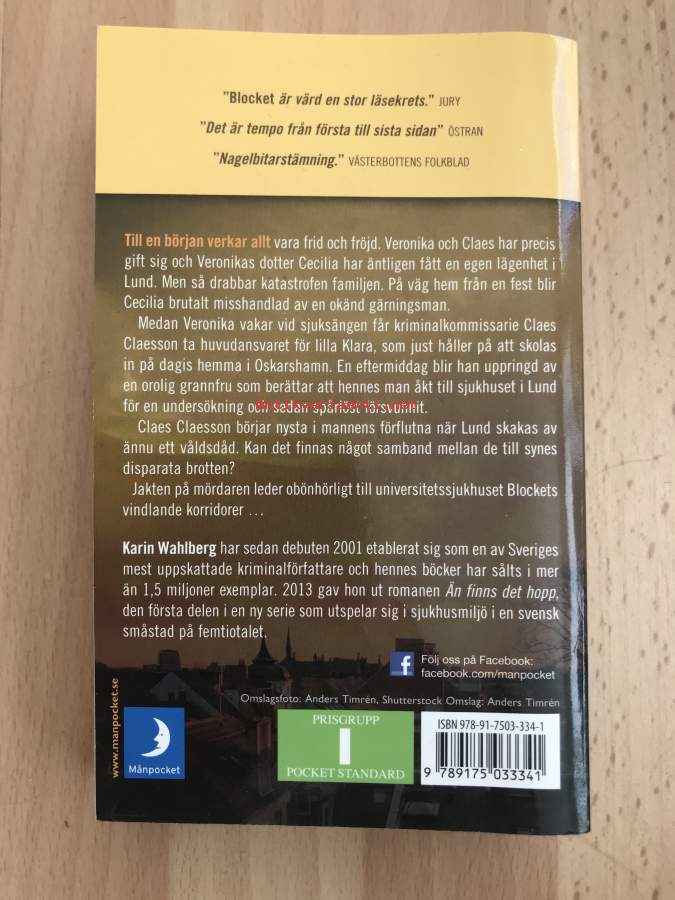 "Blocket är värd en stor läsekrets." JURY
"Det är tempo från första till sista sidan" ÖSTRAN
"Nagelbitarstämning." VÄSTERBOTTENS FOLKBLAD
Till en början verkar allt vara frid och fröjd. Veronika och Claes har precis
gift sig och Veronikas dotter Cecilia har äntligen fått en egen lägenhet i
Lund. Men så drabbar katastrofen familjen. På väg hem från en fest blir
Cecilia brutalt misshandlad av en okänd gärningsman.
Medan Veronika vakar vid sjuksängen får kriminalkommissarie Claes
Claesson ta huvudansvaret för lilla Klara, som just håller på att skolas
in på dagis hemma i Oskarshamn. En eftermiddag blir han uppringd av
en orolig grannfru som berättar att hennes man åkt till sjukhuset i Lund
för en undersökning och sedan spårlöst försvunnit.
Claes Claesson börjar nysta i mannens förflutna när Lund skakas av
ännu ett våldsdåd. Kan det finnas något samband mellan de till synes
disparata brotten?
Jakten på mördaren leder obönhörligt till universitetssjukhuset Blockets
vindlande korridorer ...
Karin Wahlberg har sedan debuten 2001 etablerat sig som en av Sveriges
mest uppskattade kriminalförfattare och hennes böcker har sålts i mer
än 1,5 miljoner exemplar. 2013 gav hon ut romanen Än finns det hopp,
den första delen i en ny serie som utspelar sig i sjukhusmiljö i en svensk
småstad på femtiotalet.
Följ oss på Facebook:
facebook.com/manpocket
Omslagsfoto: Anders Timrén, Shutterstock Omslag: Anders Timrén
www.manpocket.se
Månpocket
PRISGRUPP
I
POCKET STANDARD
ISBN 978-91-7503-334-1
9 789175 033341